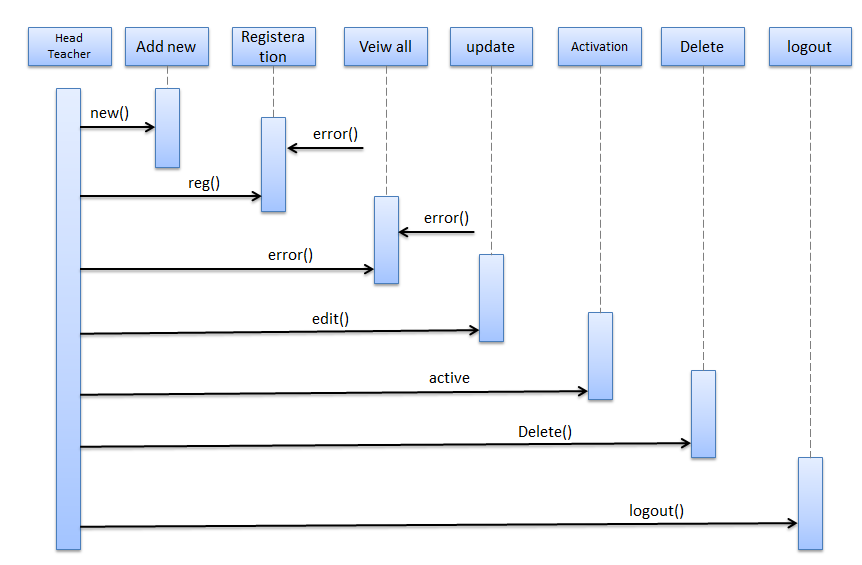 Head
Teacher
Add new
Registera
tion
Veiw all
update
Activation
Delete
logout
new()
error()
reg()
error()
error()
edit()
active
Delete()
logout()